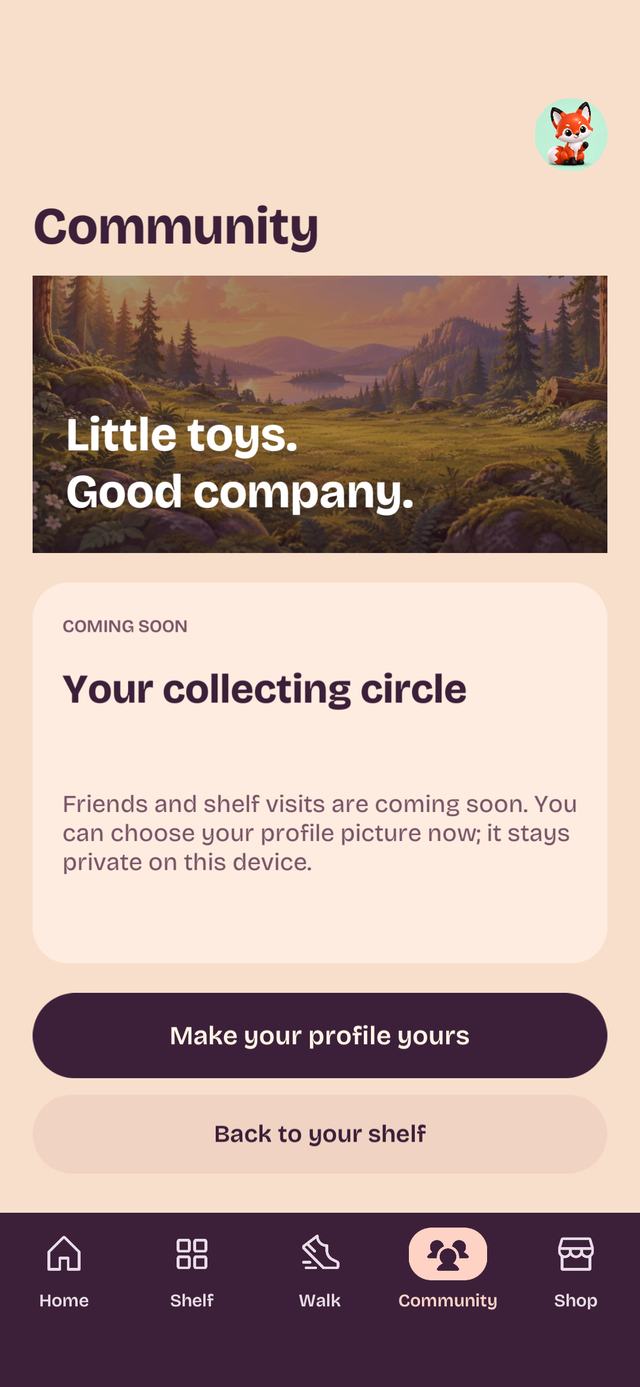 Community
Little toys.
Good company.
COMING SOON
Your collecting circle
Friends and shelf visits are coming soon. You
can choose your profile picture now; it stays
private on this device.
Make your profile yours
Back to your shelf
Home
Shelf
Walk
Community
Shop